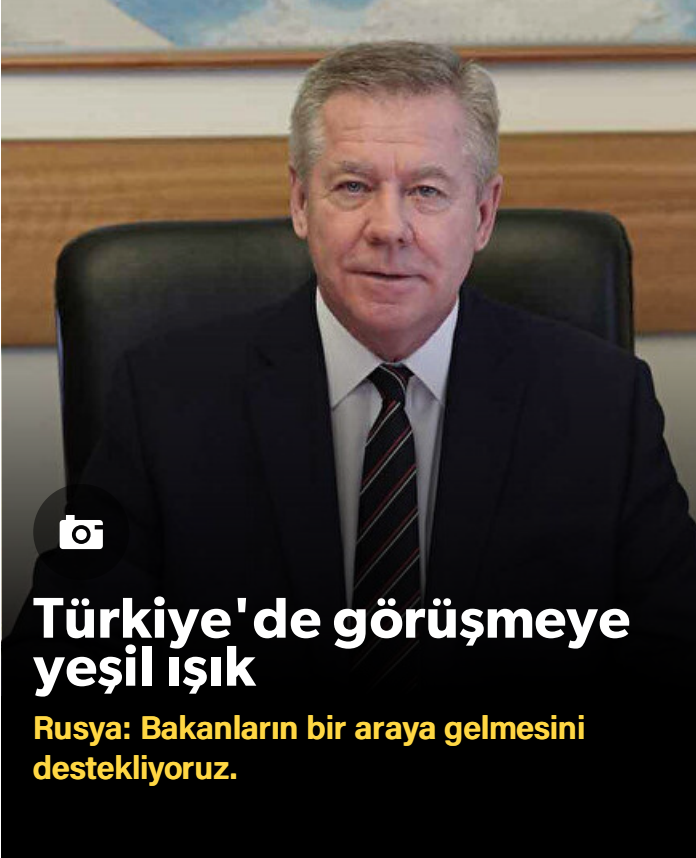 Türkiye'de görüşmeye
yeşil ışık
Rusya: Bakanların bir araya gelmesini
destekliyoruz.